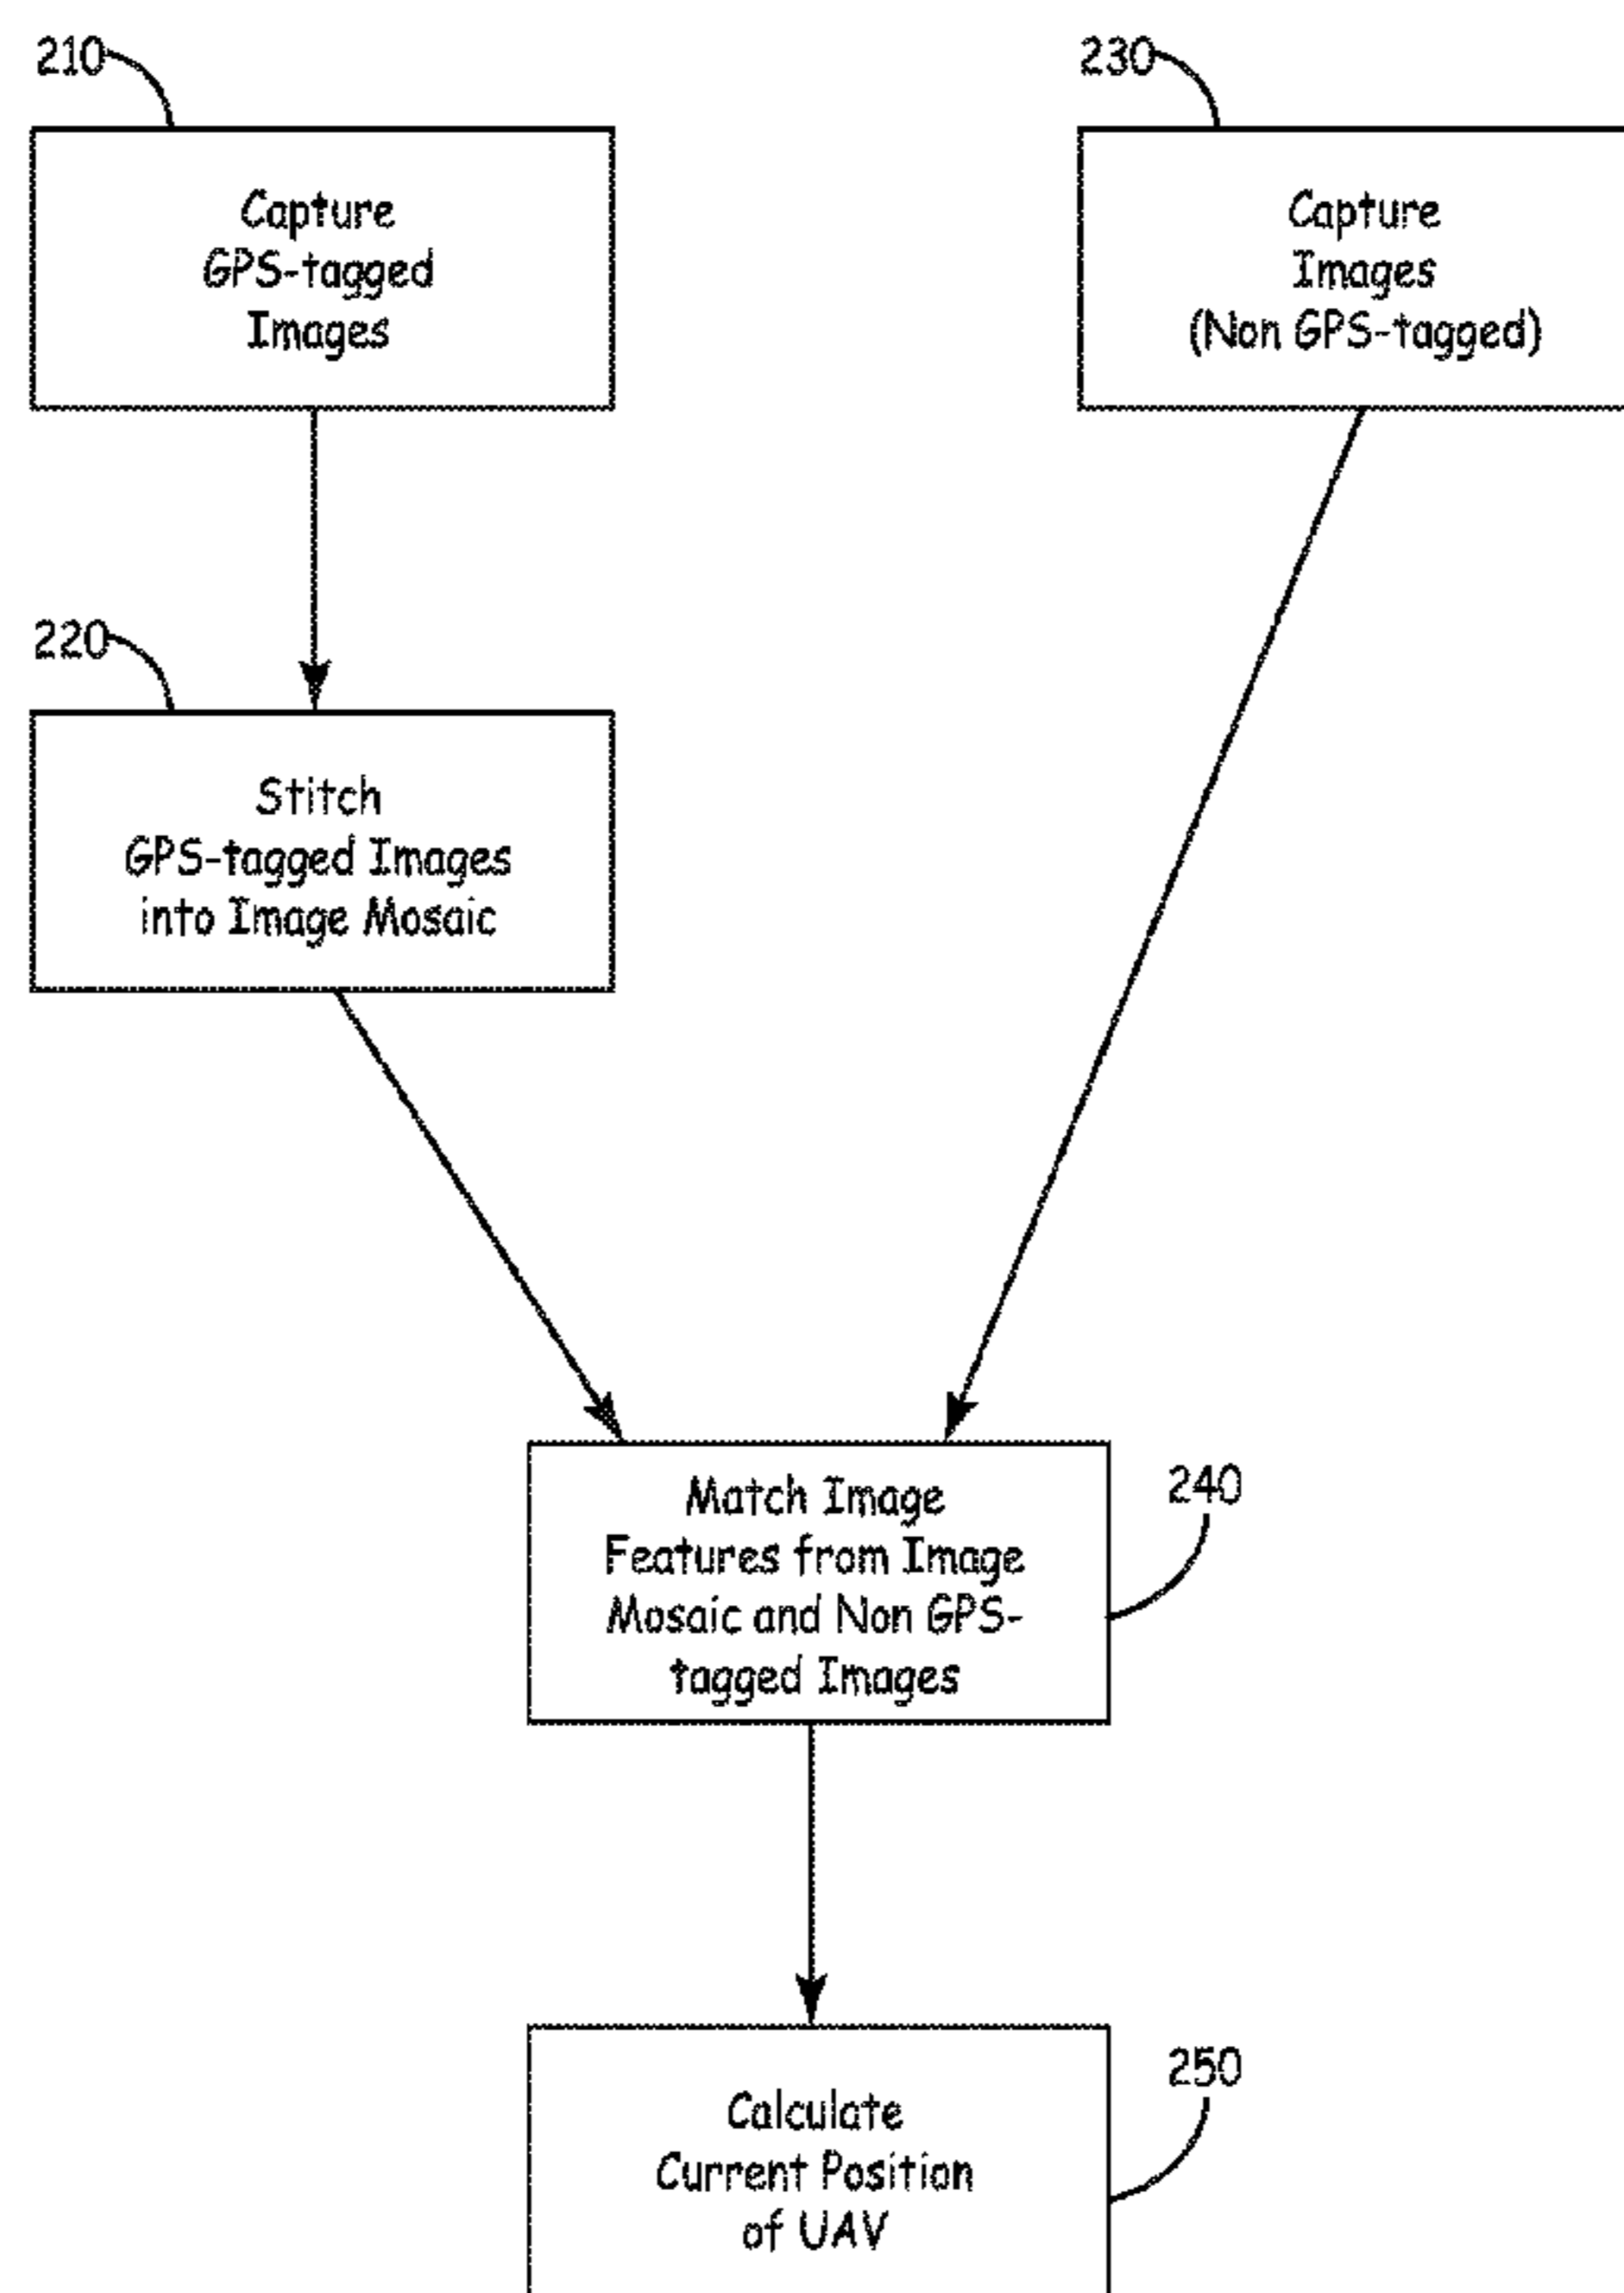 210
Capture
GPS-tagged
Images
230
Capture
Images
(Non GPS-tagged)
220
Stitch
GPS-tagged Images
into Image Mosaic
Match Image
Features from Image
Mosaic and Non GPS-
tagged Images
240
Calculate
Current Position
of UAV
250